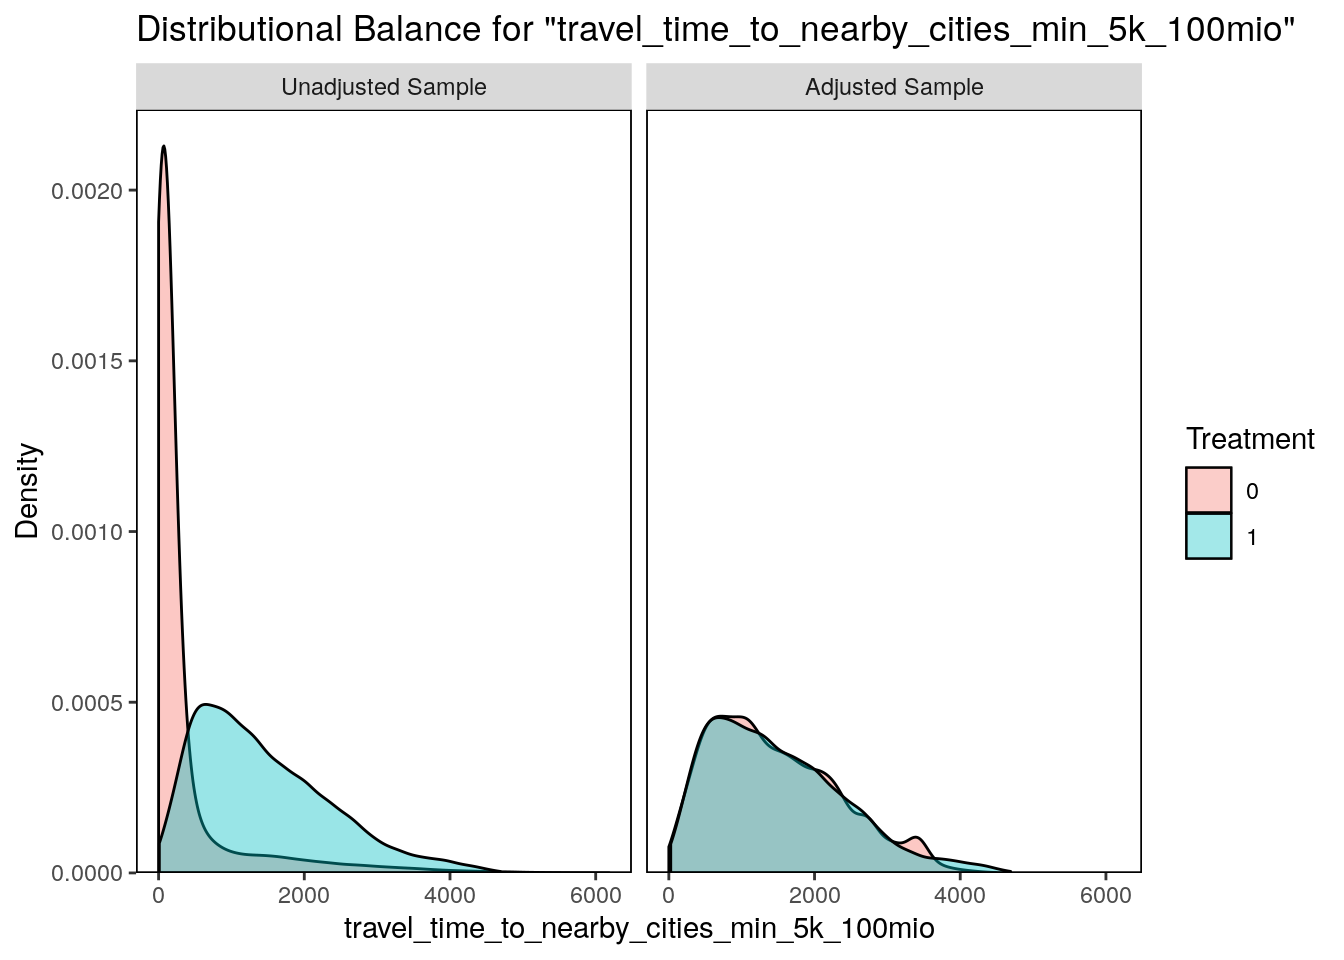 Distributional Balance for "travel_time_to_nearby_cities_min_5k_100mio"
Unadjusted Sample
Adjusted Sample
Density
0.0020
0.0015
0.0010
0.0005
0.0000
0 2000 4000 6000
0 2000 4000 6000
travel_time_to_nearby_cities_min_5k_100mio
Treatment
0
1